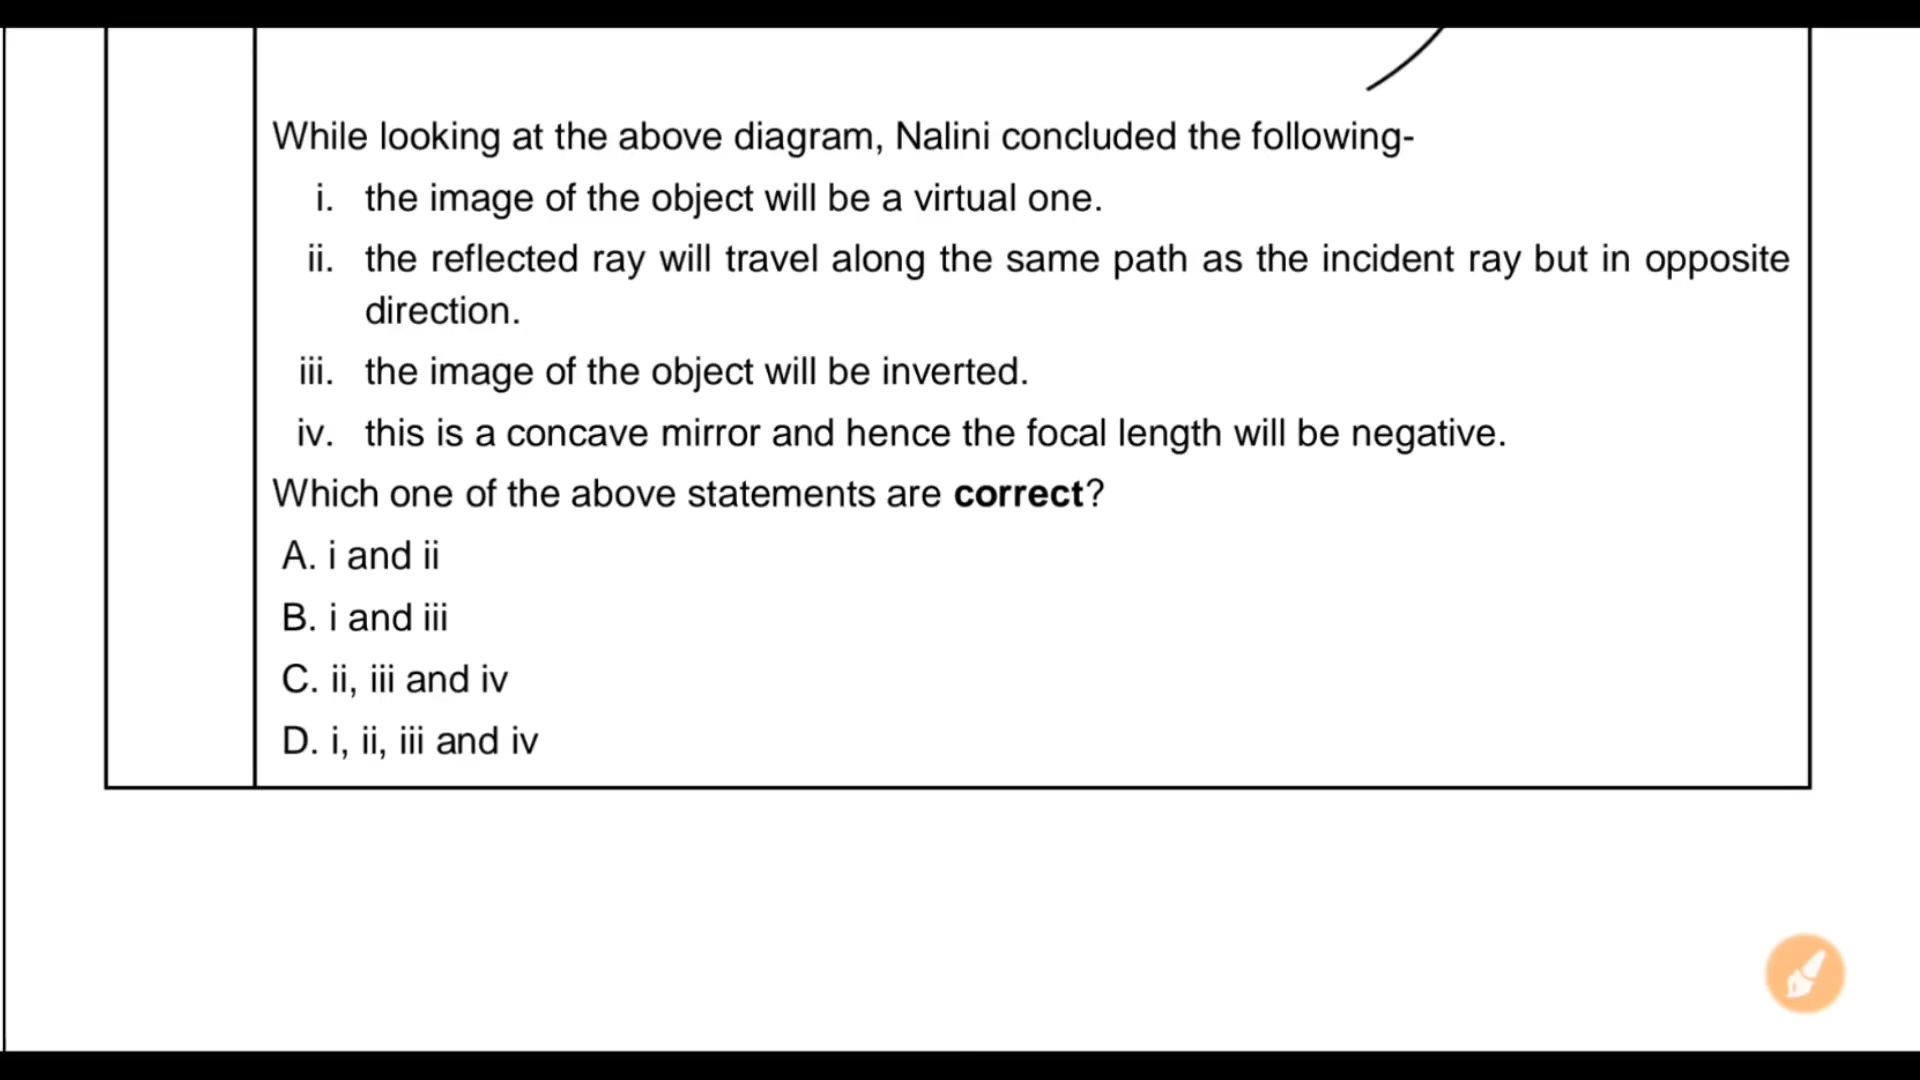 While looking at the above diagram, Nalini concluded the following-
i. the image of the object will be a virtual one.
ii. the reflected ray will travel along the same path as the incident ray but in opposite
direction.
iii. the image of the object will be inverted.
iv. this is a concave mirror and hence the focal length will be negative.
Which one of the above statements are correct?
A. i and ii
B. i and iii
C. ii, iii and iv
D. i, ii, iii and iv